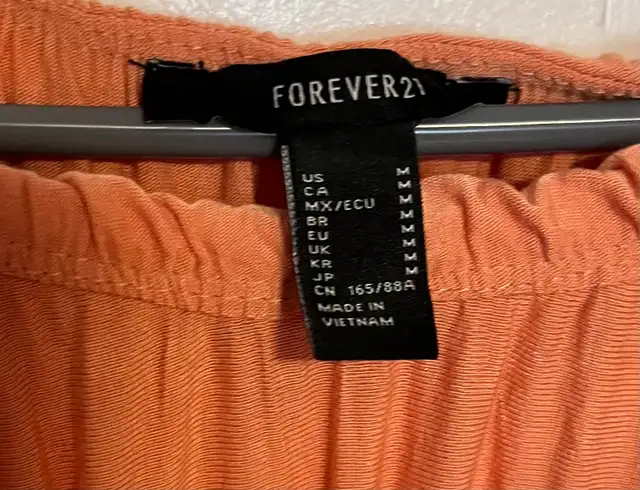 FOREVER21
US M
CA M
MX/ECU M
BR M
EU M
UK M
KR M
JP M
CN 165/88A
MADE IN
VIETNAM